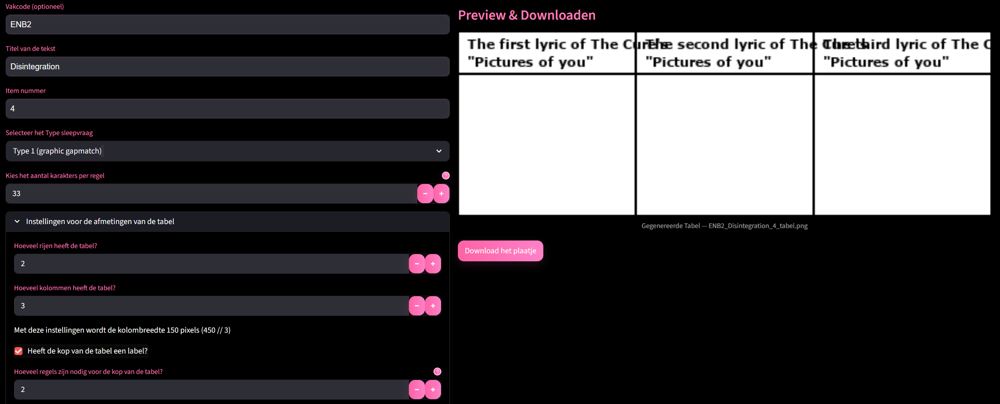 Vakcode (optioneel)
ENB2
Titel van de tekst
Disintegration
Item nummer
4
Selecteer het Type sleepvraag
Type 1 (graphic gapmatch)
Kies het aantal karakters per regel
?
33
− +
Instellingen voor de afmetingen van de tabel
Hoeveel rijen heeft de tabel?
2
− +
Hoeveel kolommen heeft de tabel?
3
− +
Met deze instellingen wordt de kolombreedte 150 pixels (450 // 3)
Heeft de kop van de tabel een label?
Hoeveel regels zijn nodig voor de kop van de tabel?
?
2
− +
Preview & Downloaden
The first lyric of The Cure's
"Pictures of you"
The second lyric of The Cure's
"Pictures of you"
The third lyric of The C
"Pictures of you"
Gegenereerde Tabel — ENB2_Disintegration_4_tabel.png
Download het plaatje